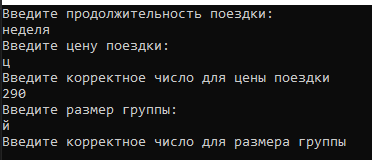 Введите продолжительность поездки:
неделя
Введите цену поездки:
ц
Введите корректное число для цены поездки
290
Введите размер группы:
й
Введите корректное число для размера группы